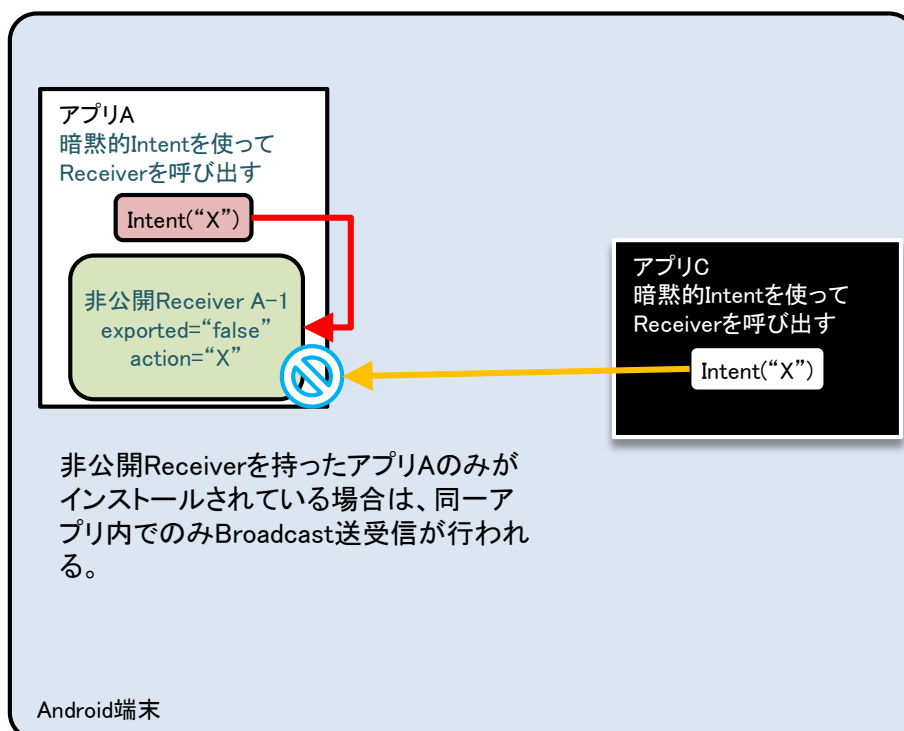 アプリA
暗黙的Intentを使って
Receiverを呼び出す
Intent(“X”)
非公開Receiver A-1
exported=“false”
action=“X”
アプリC
暗黙的Intentを使って
Receiverを呼び出す
Intent(“X”)
非公開Receiverを持ったアプリAのみが
インストールされている場合は、同一ア
プリ内でのみBroadcast送受信が行われ
る。
Android端末